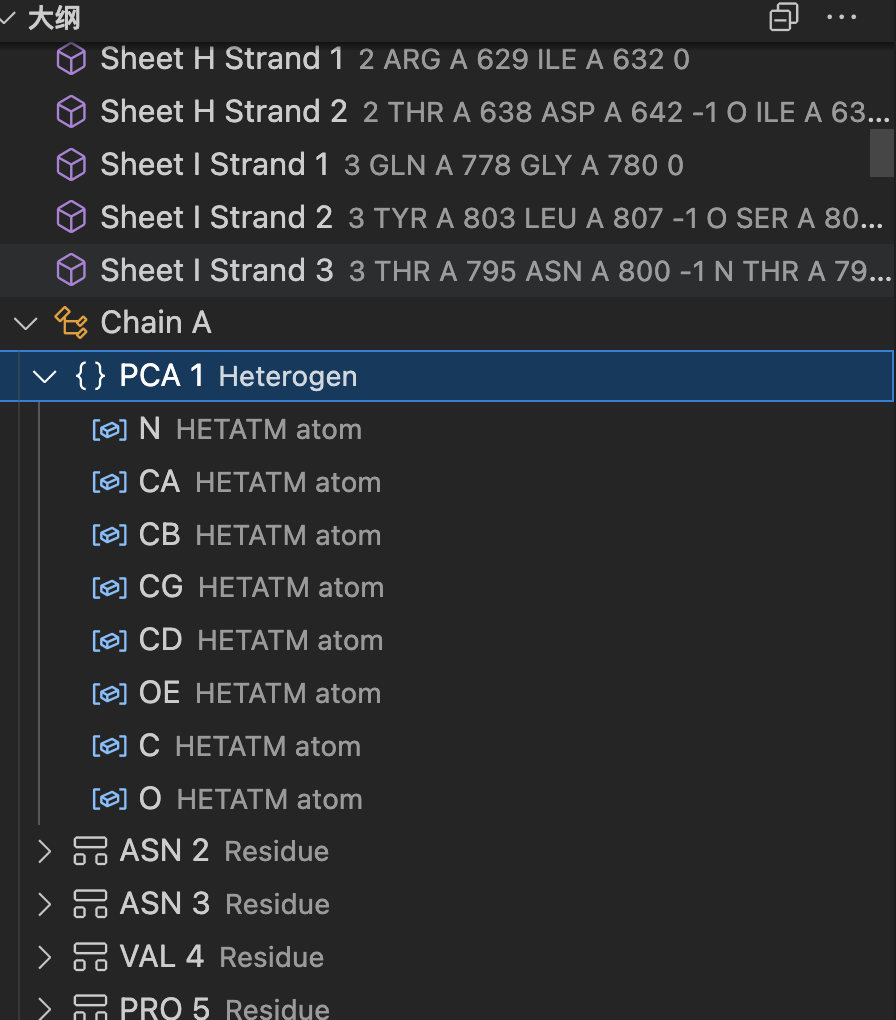 大纲
Sheet H Strand 1 2 ARG A 629 ILE A 632 0
Sheet H Strand 2 2 THR A 638 ASP A 642 -1 O ILE A 63...
Sheet I Strand 1 3 GLN A 778 GLY A 780 0
Sheet I Strand 2 3 TYR A 803 LEU A 807 -1 O SER A 80...
Sheet I Strand 3 3 THR A 795 ASN A 800 -1 N THR A 79...
Chain A
{} PCA 1 Heterogen
N HETATM atom
CA HETATM atom
CB HETATM atom
CG HETATM atom
CD HETATM atom
OE HETATM atom
C HETATM atom
O HETATM atom
ASN 2 Residue
ASN 3 Residue
VAL 4 Residue
PRO 5 Residue